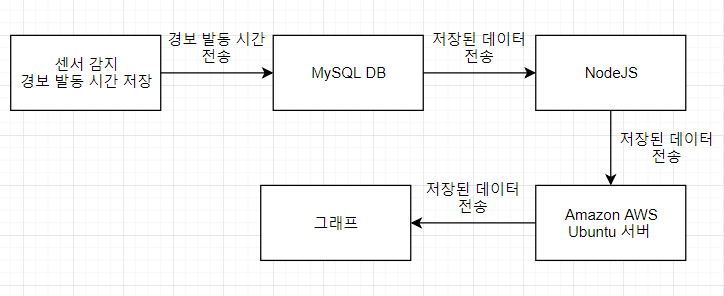 센서 감지
경보 발동 시간 저장
경보 발동 시간
전송
MySQL DB
저장된 데이터
전송
NodeJS
저장된 데이터
전송
Amazon AWS
Ubuntu 서버
저장된 데이터
전송
그래프